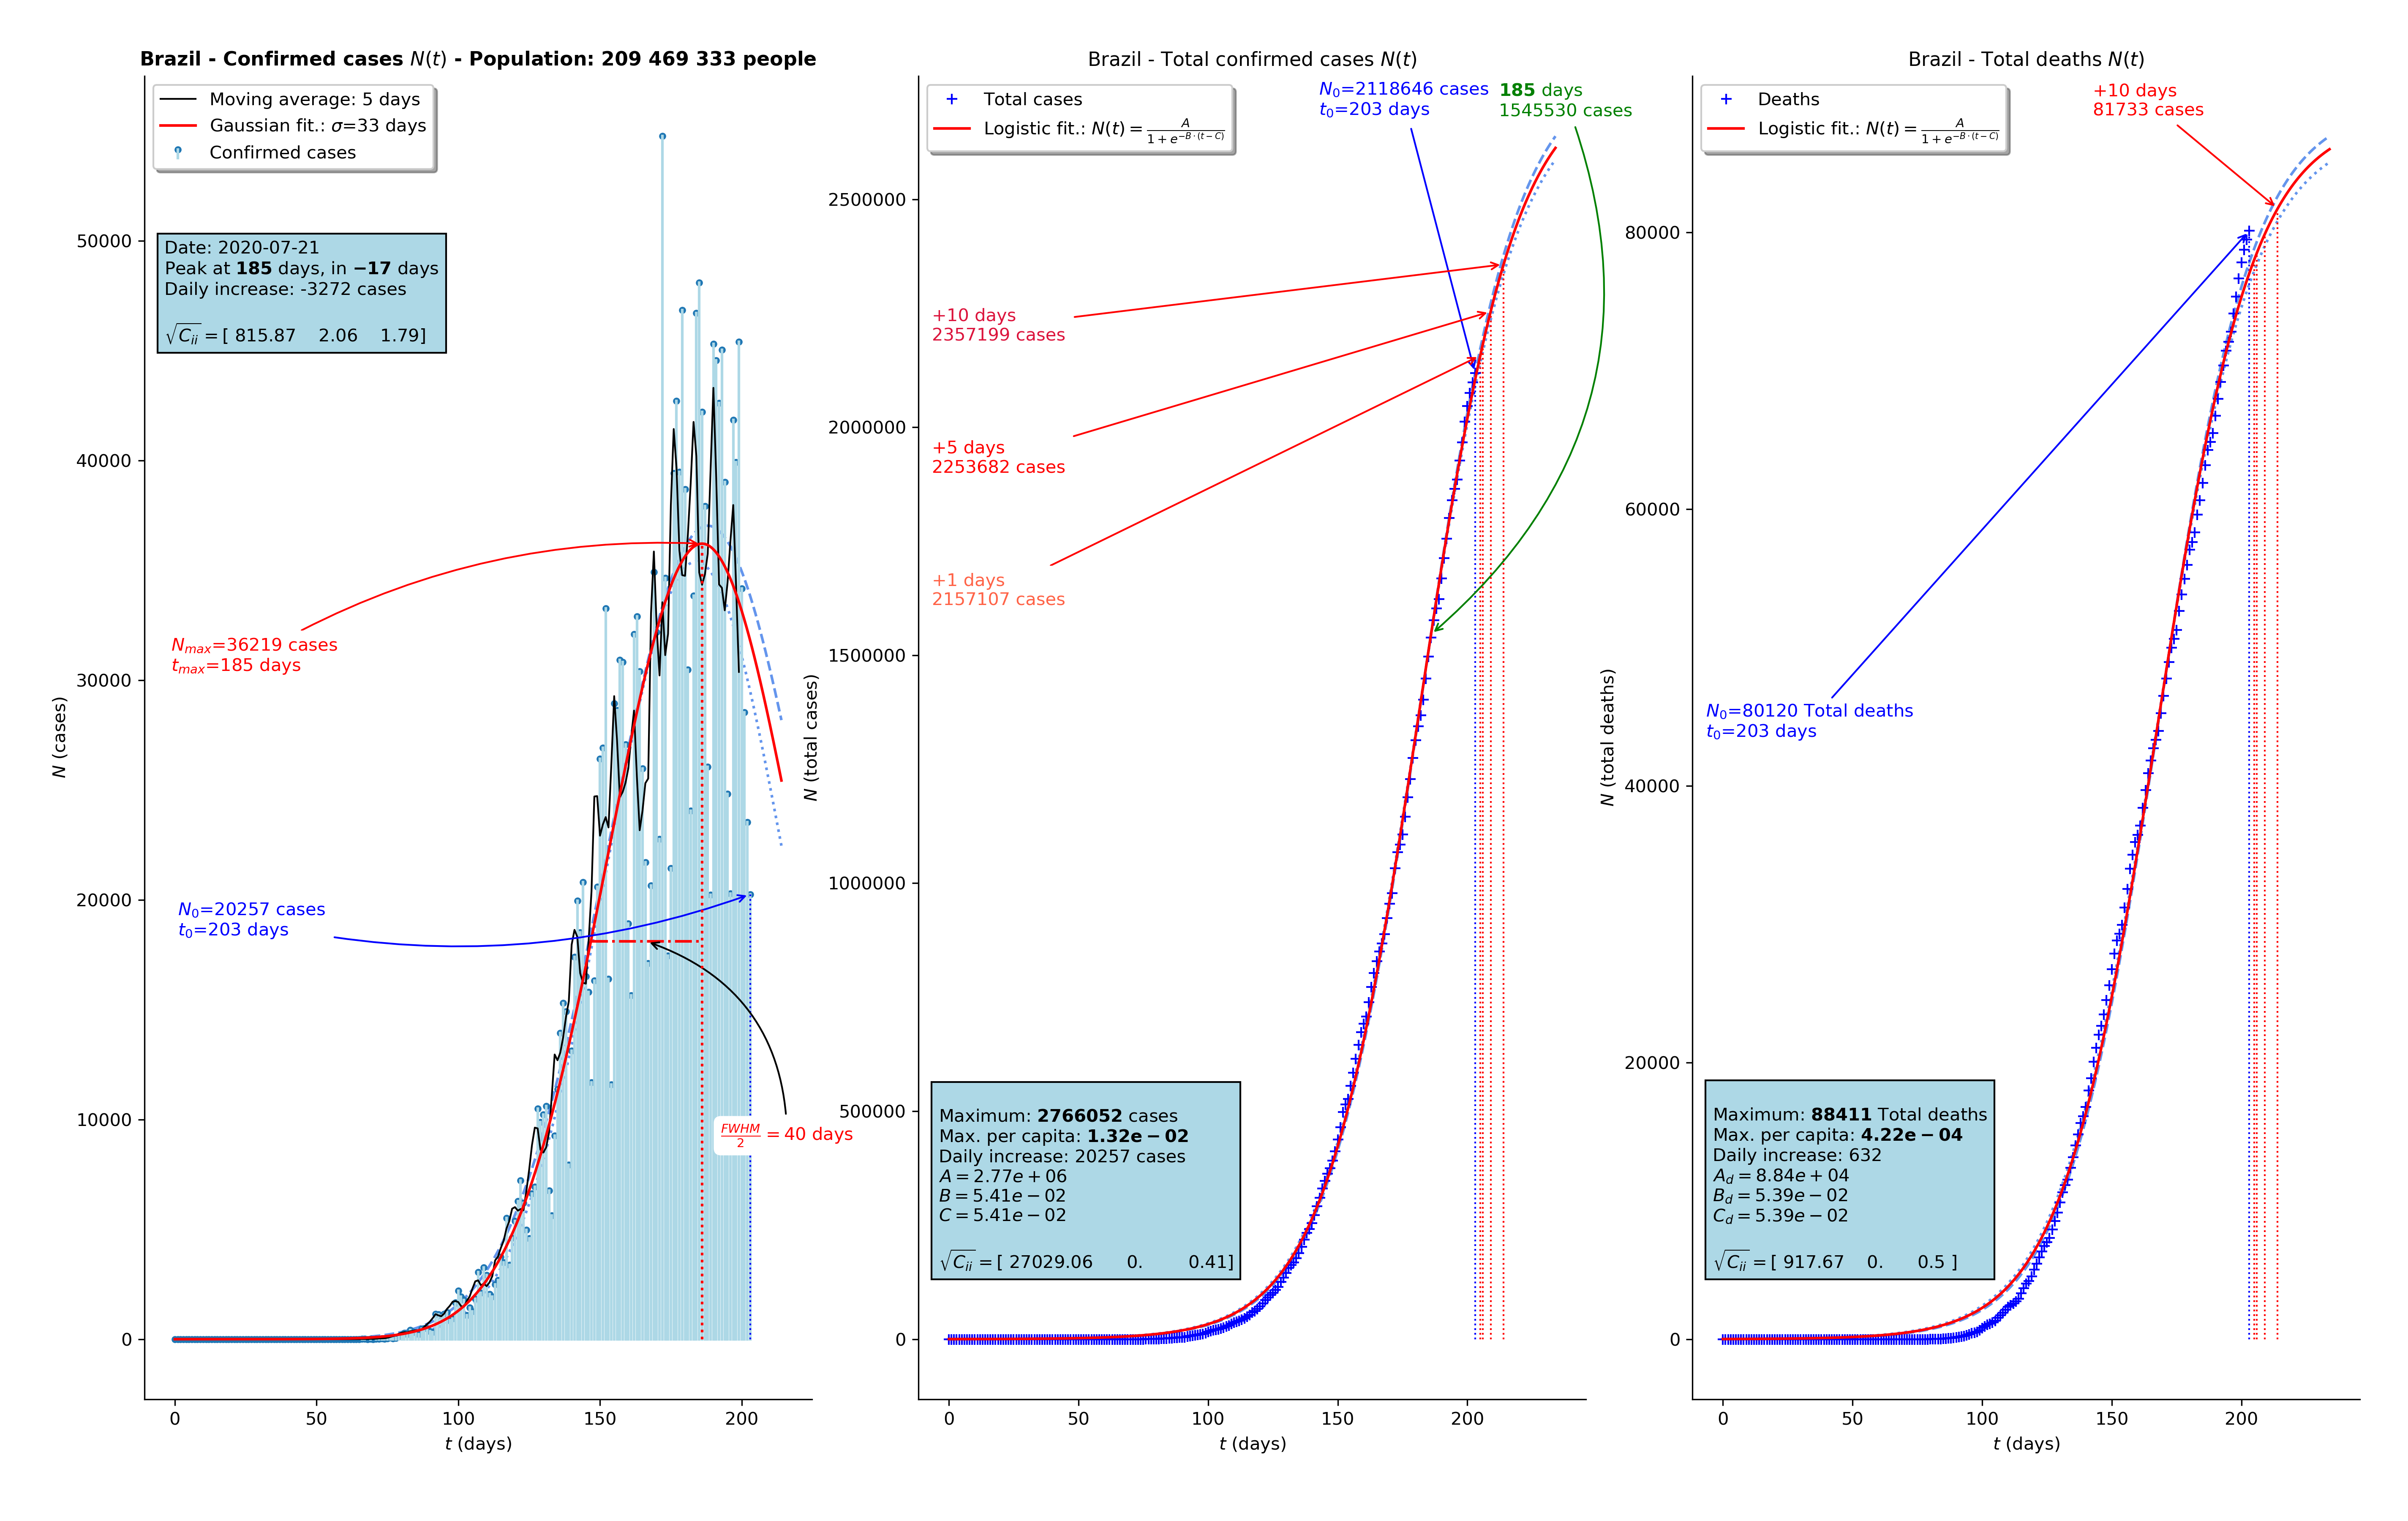 Brazil - Confirmed cases N(t) - Population: 209 469 333 people
Moving average: 5 days
Gaussian fit.: σ=33 days
Confirmed cases
Date: 2020-07-21
Peak at 185 days, in −17 days
Daily increase: -3272 cases
√C_ii = [ 815.87 2.06 1.79]
N_max=36219 cases
t_max=185 days
N_0=20257 cases
t_0=203 days
FWHM/2 = 40 days
N (cases)
50000
40000
30000
20000
10000
0
0 50 100 150 200
t (days)
Brazil - Total confirmed cases N(t)
Total cases
Logistic fit.: N(t) = A/(1 + e^(−B·(t−C)))
N_0=2118646 cases
t_0=203 days
185 days
1545530 cases
+10 days
2357199 cases
+5 days
2253682 cases
+1 days
2157107 cases
Maximum: 2766052 cases
Max. per capita: 1.32e − 02
Daily increase: 20257 cases
A = 2.77e + 06
B = 5.41e − 02
C = 5.41e − 02
√C_ii = [ 27029.06 0. 0.41]
N (total cases)
2500000
2000000
1500000
1000000
500000
0
0 50 100 150 200
t (days)
Brazil - Total deaths N(t)
Deaths
Logistic fit.: N(t) = A/(1 + e^(−B·(t−C)))
+10 days
81733 cases
N_0=80120 Total deaths
t_0=203 days
Maximum: 88411 Total deaths
Max. per capita: 4.22e − 04
Daily increase: 632
A_d = 8.84e + 04
B_d = 5.39e − 02
C_d = 5.39e − 02
√C_ii = [ 917.67 0. 0.5 ]
N (total deaths)
80000
60000
40000
20000
0
0 50 100 150 200
t (days)